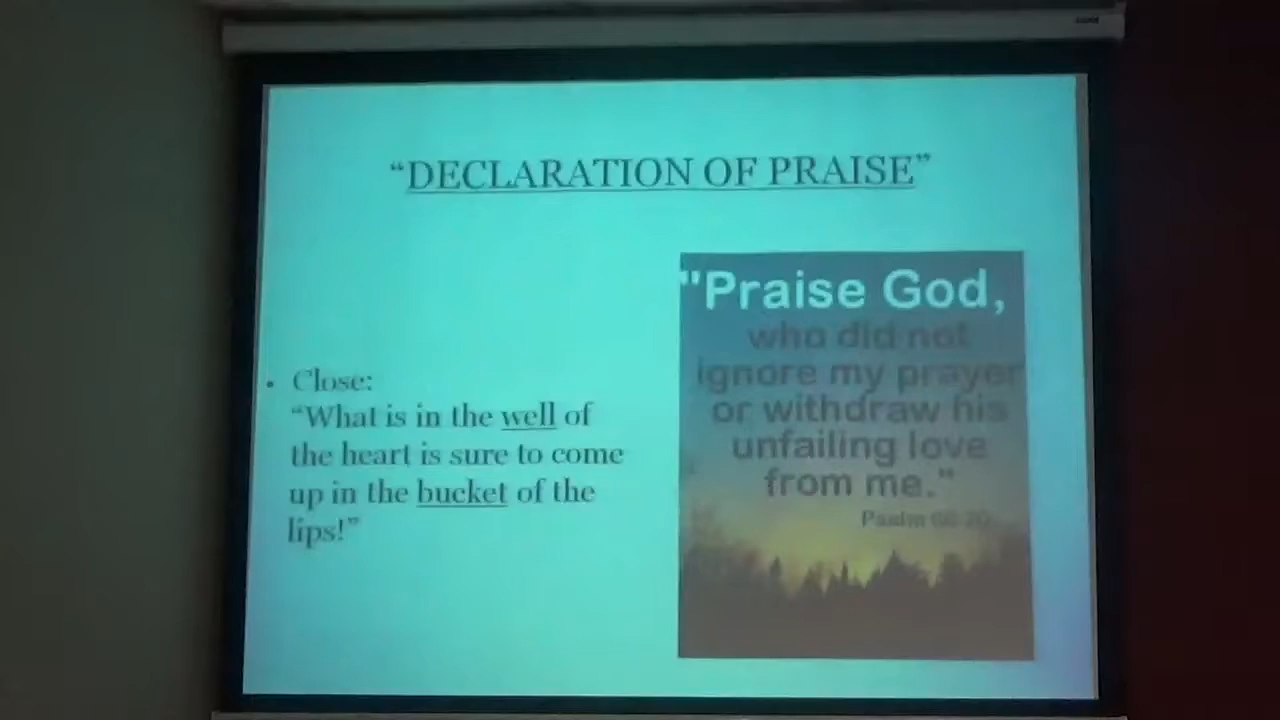 “DECLARATION OF PRAISE”
• Close:
“What is in the well of
the heart is sure to come
up in the bucket of the
lips!”
"Praise God,
who did not
ignore my prayer
or withdraw his
unfailing love
from me."
Psalm